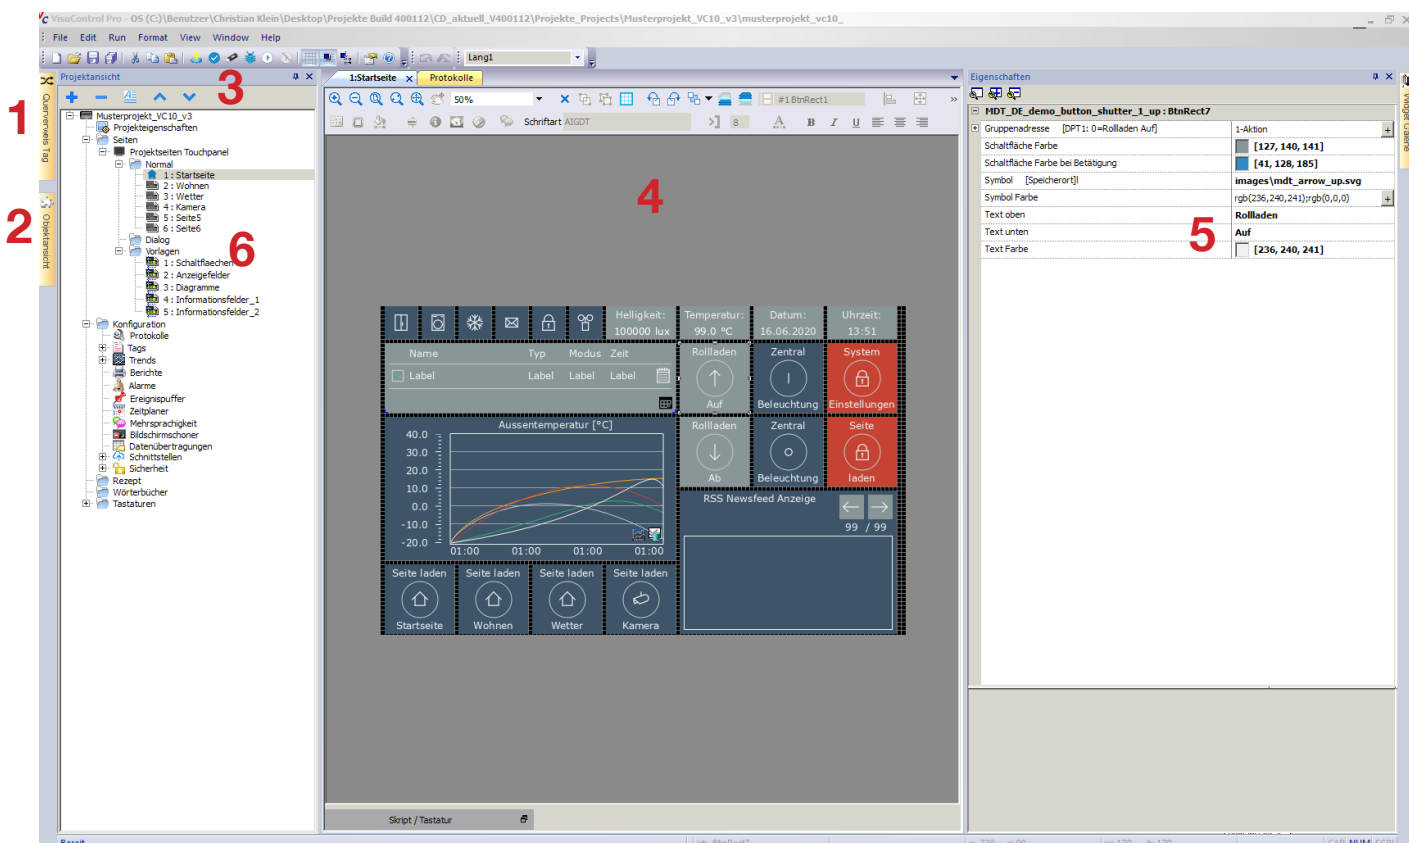 VisuControl Pro - OS (C:)\Benutzer\Christian Klein\Desktop\Projekte Build 400112\CD_aktuell_V400112\Projekte_Projects\Musterprojekt_VC10_v3\musterprojekt_vc10_
File Edit Run Format View Window Help
Lang1
1
2
3
4
5
6
Querverweis Tag
Objektansicht
Projektansicht
Musterprojekt_VC10_v3
Projekteigenschaften
Seiten
Projektseiten Touchpanel
Normal
1 : Startseite
2 : Wohnen
3 : Wetter
4 : Kamera
5 : Seite5
6 : Seite6
Dialog
Vorlagen
1 : Schaltflaechen
2 : Anzeigefelder
3 : Diagramme
4 : Informationsfelder_1
5 : Informationsfelder_2
Konfiguration
Protokolle
Tags
Trends
Berichte
Alarme
Ereignispuffer
Zeitplaner
Mehrsprachigkeit
Bildschirmschoner
Datenübertragungen
Schnittstellen
Sicherheit
Rezept
Wörterbücher
Tastaturen
1:Startseite
Protokolle
50%
#1 BtnRect1
Schriftart AIGDT
8
B I U
Helligkeit:
100000 lux
Temperatur:
99.0 °C
Datum:
16.06.2020
Uhrzeit:
13:51
Name Typ Modus Zeit
Label Label Label Label
Rollladen
Auf
Zentral
Beleuchtung
System
Einstellungen
Aussentemperatur [°C]
40.0
30.0
20.0
10.0
0.0
-10.0
-20.0
01:00 01:00 01:00 01:00
Rollladen
Ab
Zentral
Beleuchtung
Seite
laden
RSS Newsfeed Anzeige
99 / 99
Seite laden
Startseite
Seite laden
Wohnen
Seite laden
Wetter
Seite laden
Kamera
Skript / Tastatur
Eigenschaften
MDT_DE_demo_button_shutter_1_up : BtnRect7
Gruppenadresse [DPT1: 0=Rollladen Auf] 1-Aktion
Schaltfläche Farbe [127, 140, 141]
Schaltfläche Farbe bei Betätigung [41, 128, 185]
Symbol [Speicherort]l images\mdt_arrow_up.svg
Symbol Farbe rgb(236,240,241);rgb(0,0,0)
Text oben Rollladen
Text unten Auf
Text Farbe [236, 240, 241]
Bereit
CAP NUM SCRL